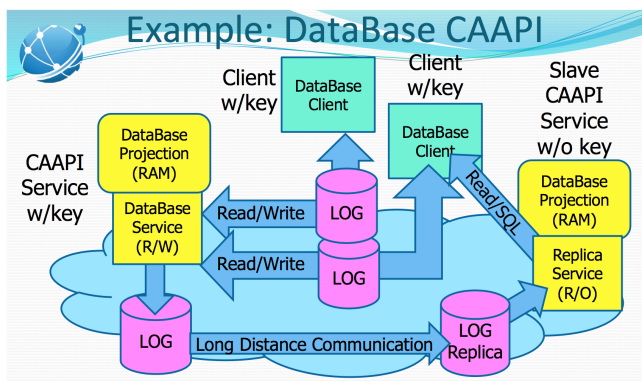 Example: DataBase CAAPI
Client
w/key
DataBase
Client
Client
w/key
DataBase
Client
Slave
CAAPI
Service
w/o key
CAAPI
Service
w/key
DataBase
Projection
(RAM)
DataBase
Service
(R/W)
Read/Write
LOG
Read/Write
LOG
Read/SQL
DataBase
Projection
(RAM)
Replica
Service
(R/O)
LOG
Long Distance Communication
LOG
Replica